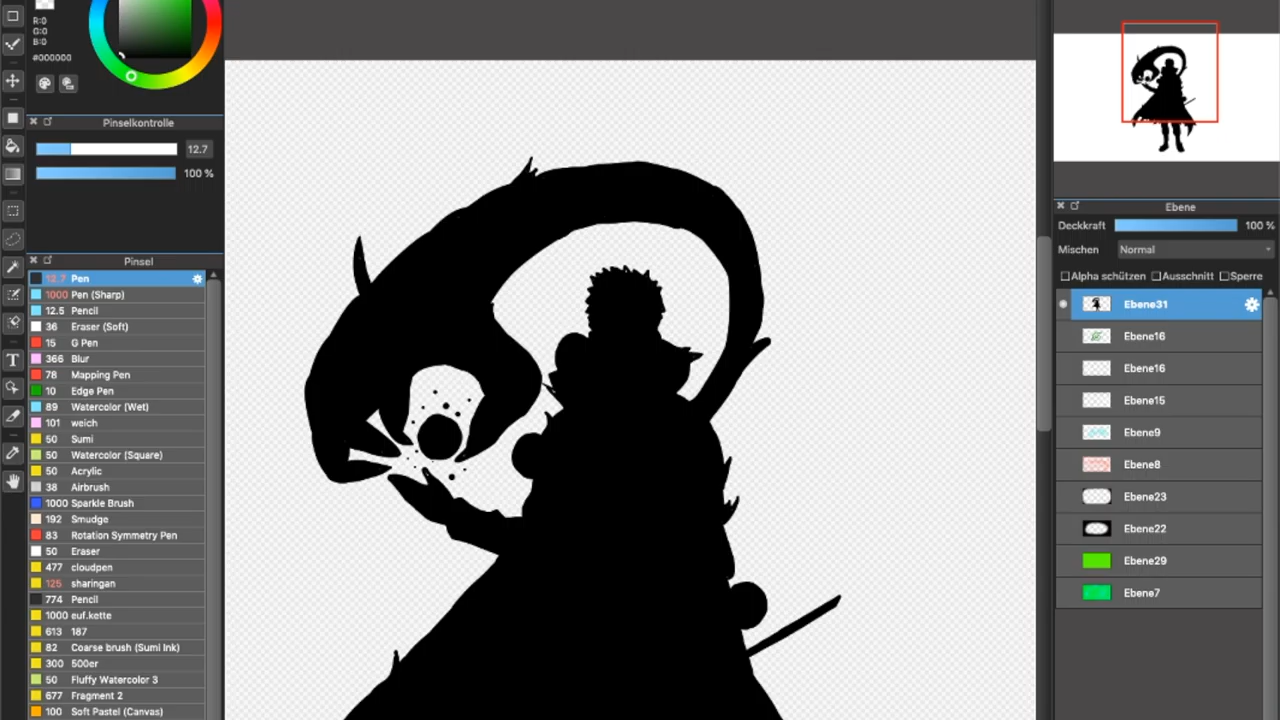 R:0
G:0
B:0
#000000
Pinselkontrolle
12.7
100 %
Pinsel
12.7 Pen
1000 Pen (Sharp)
12.5 Pencil
36 Eraser (Soft)
15 G Pen
366 Blur
78 Mapping Pen
10 Edge Pen
89 Watercolor (Wet)
101 weich
50 Sumi
50 Watercolor (Square)
50 Acrylic
38 Airbrush
1000 Sparkle Brush
192 Smudge
83 Rotation Symmetry Pen
50 Eraser
477 cloudpen
125 sharingan
774 Pencil
1000 euf.kette
613 187
82 Coarse brush (Sumi Ink)
300 500er
50 Fluffy Watercolor 3
677 Fragment 2
100 Soft Pastel (Canvas)
Ebene
Deckkraft 100 %
Mischen Normal
Alpha schützen Ausschnitt Sperre
Ebene31
Ebene16
Ebene16
Ebene15
Ebene9
Ebene8
Ebene23
Ebene22
Ebene29
Ebene7